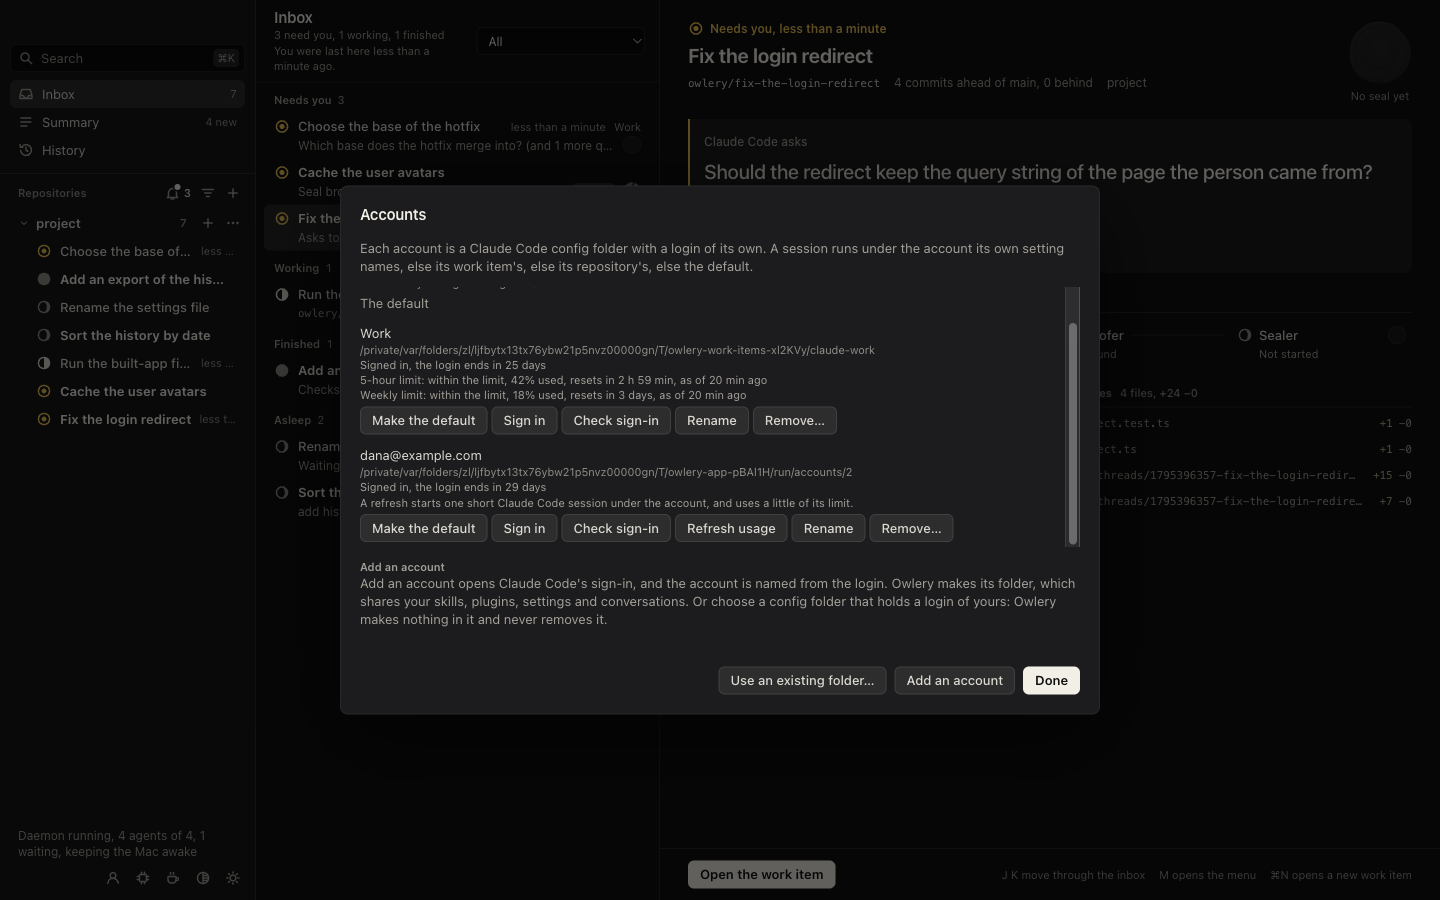 Search
⌘K
Inbox
7
Summary
4 new
History
Repositories
3
project
7
Choose the base of...
less ...
Add an export of the his...
Rename the settings file
Sort the history by date
Run the built-app fi...
less ...
Cache the user avatars
Fix the login redirect
less t...
Daemon running, 4 agents of 4, 1
waiting, keeping the Mac awake
Inbox
3 need you, 1 working, 1 finished
You were last here less than a
minute ago.
All
Needs you 3
Choose the base of the hotfix
less than a minute
Work
Which base does the hotfix merge into? (and 1 more q...
Cache the user avatars
Seal
Fix the
Asks to
Working 1
Run the
owlery/
Finished 1
Add an
Checks
Asleep 2
Renam
Waiting
Sort th
add his
Needs you, less than a minute
Fix the login redirect
owlery/fix-the-login-redirect
4 commits ahead of main, 0 behind
project
No seal yet
Claude Code asks
Should the redirect keep the query string of the page the person came from?
ofer
und
Sealer
Not started
es 4 files, +24 −0
ect.test.ts
+1 −0
ect.ts
+1 −0
threads/1795396357-fix-the-login-redir…
+15 −0
threads/1795396357-fix-the-login-redire…
+7 −0
Open the work item
J K move through the inbox
M opens the menu
⌘N opens a new work item
Accounts
Each account is a Claude Code config folder with a login of its own. A session runs under the account its own setting
names, else its work item's, else its repository's, else the default.
The default
Work
/private/var/folders/zl/ljfbytx13tx76ybw21p5nvz00000gn/T/owlery-work-items-xI2KVy/claude-work
Signed in, the login ends in 25 days
5-hour limit: within the limit, 42% used, resets in 2 h 59 min, as of 20 min ago
Weekly limit: within the limit, 18% used, resets in 3 days, as of 20 min ago
Make the default
Sign in
Check sign-in
Rename
Remove...
dana@example.com
/private/var/folders/zl/ljfbytx13tx76ybw21p5nvz00000gn/T/owlery-app-pBAI1H/run/accounts/2
Signed in, the login ends in 29 days
A refresh starts one short Claude Code session under the account, and uses a little of its limit.
Make the default
Sign in
Check sign-in
Refresh usage
Rename
Remove...
Add an account
Add an account opens Claude Code's sign-in, and the account is named from the login. Owlery makes its folder, which
shares your skills, plugins, settings and conversations. Or choose a config folder that holds a login of yours: Owlery
makes nothing in it and never removes it.
Use an existing folder...
Add an account
Done